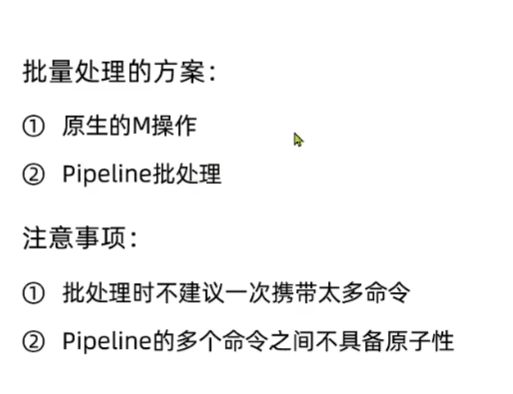 批量处理的方案：
① 原生的M操作
② Pipeline批处理
注意事项：
① 批处理时不建议一次携带太多命令
② Pipeline的多个命令之间不具备原子性